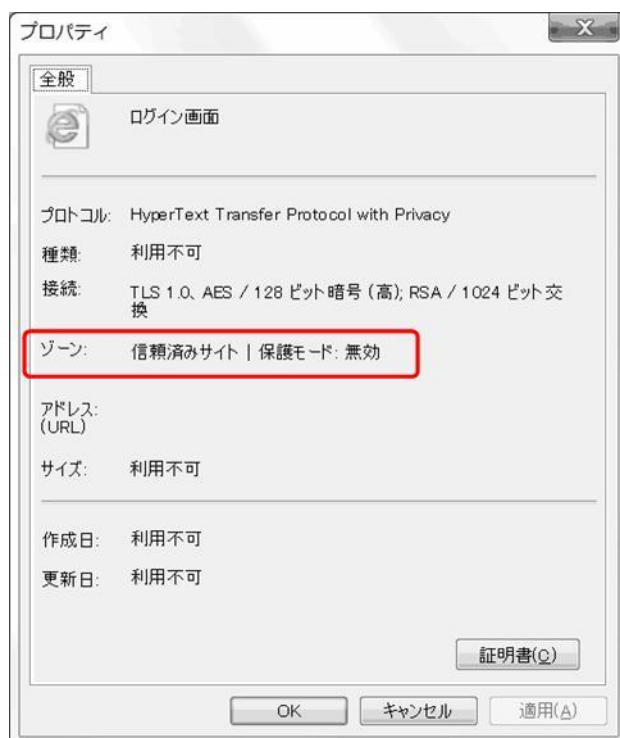 プロパティ
全般
ログイン画面
プロトコル: HyperText Transfer Protocol with Privacy
種類: 利用不可
接続: TLS 1.0、AES / 128 ビット暗号 (高); RSA / 1024 ビット交
換
ゾーン: 信頼済みサイト | 保護モード: 無効
アドレス:
(URL)
サイズ: 利用不可
作成日: 利用不可
更新日: 利用不可
証明書(C)
OK キャンセル 適用(A)